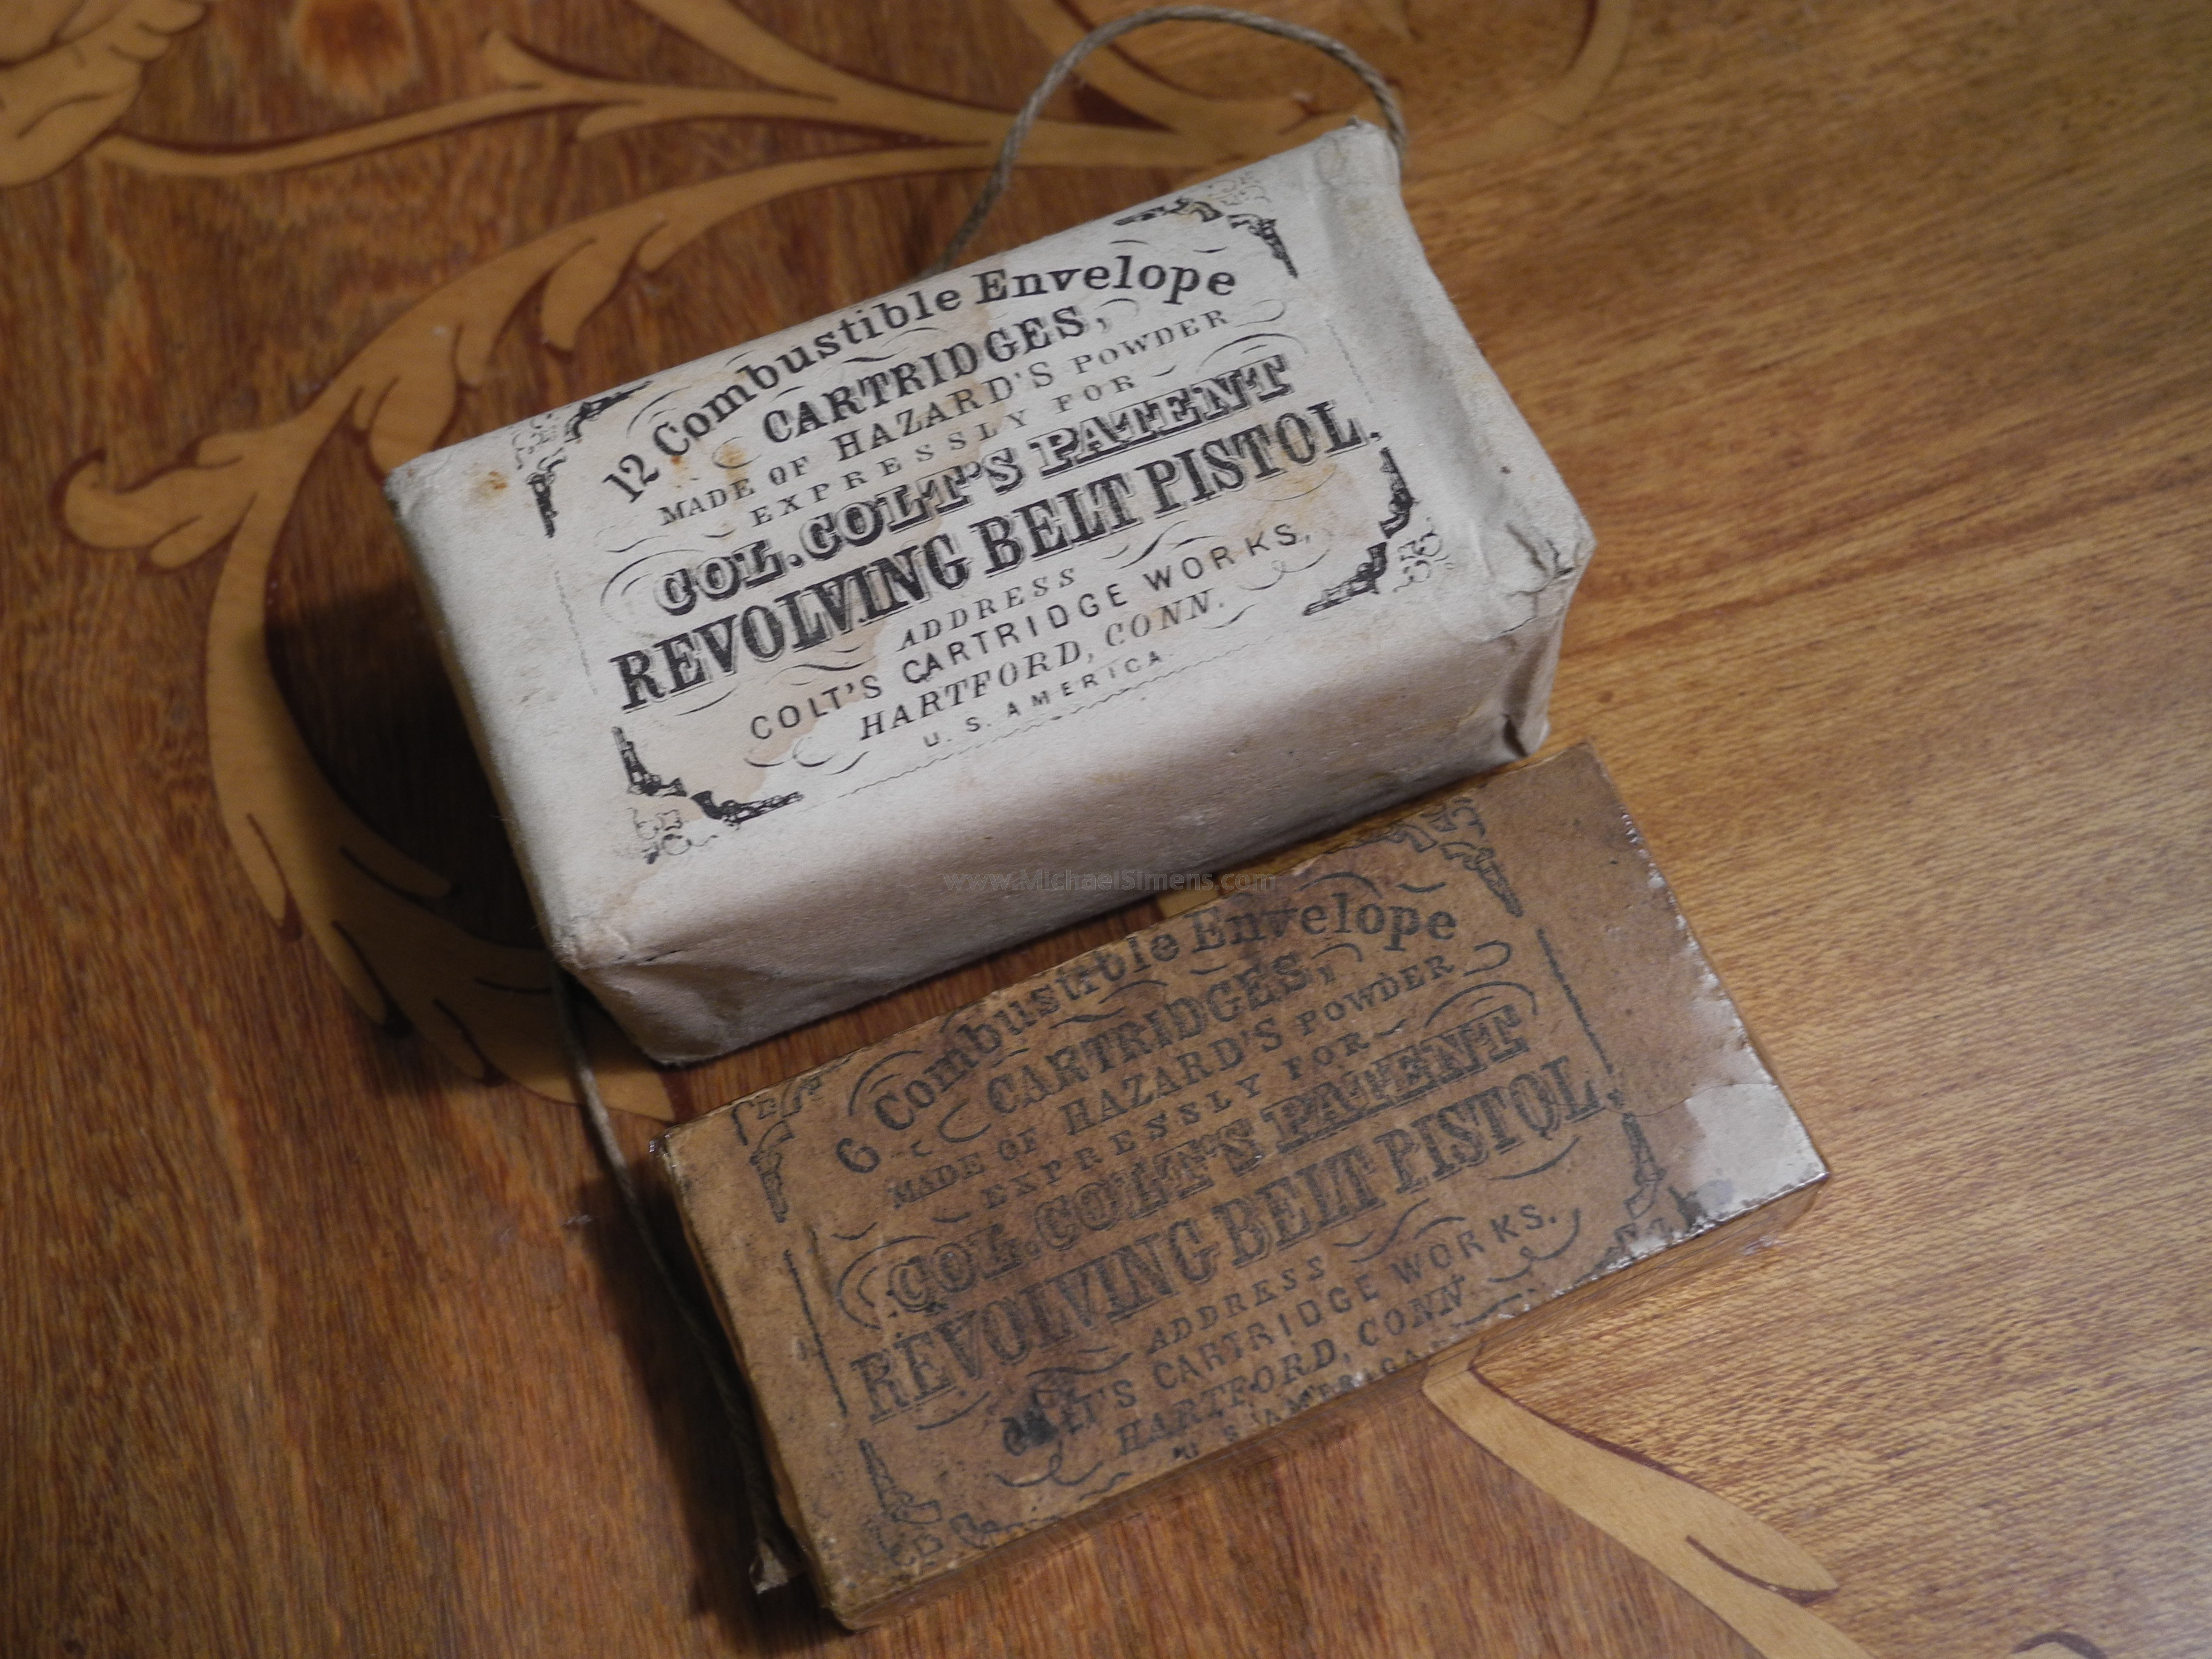 12 Combustible Envelope
CARTRIDGES,
MADE OF HAZARD'S POWDER
EXPRESSLY FOR
COL. COLT'S PATENT
REVOLVING BELT PISTOL.
ADDRESS
COLT'S CARTRIDGE WORKS,
HARTFORD, CONN.
U. S. AMERICA.
www.MichaelSimens.com
6 Combustible Envelope
CARTRIDGES,
MADE OF HAZARD'S POWDER
EXPRESSLY FOR
COL. COLT'S PATENT
REVOLVING BELT PISTOL.
ADDRESS
COLT'S CARTRIDGE WORKS.
HARTFORD, CONN.
U. S. AMERICA.